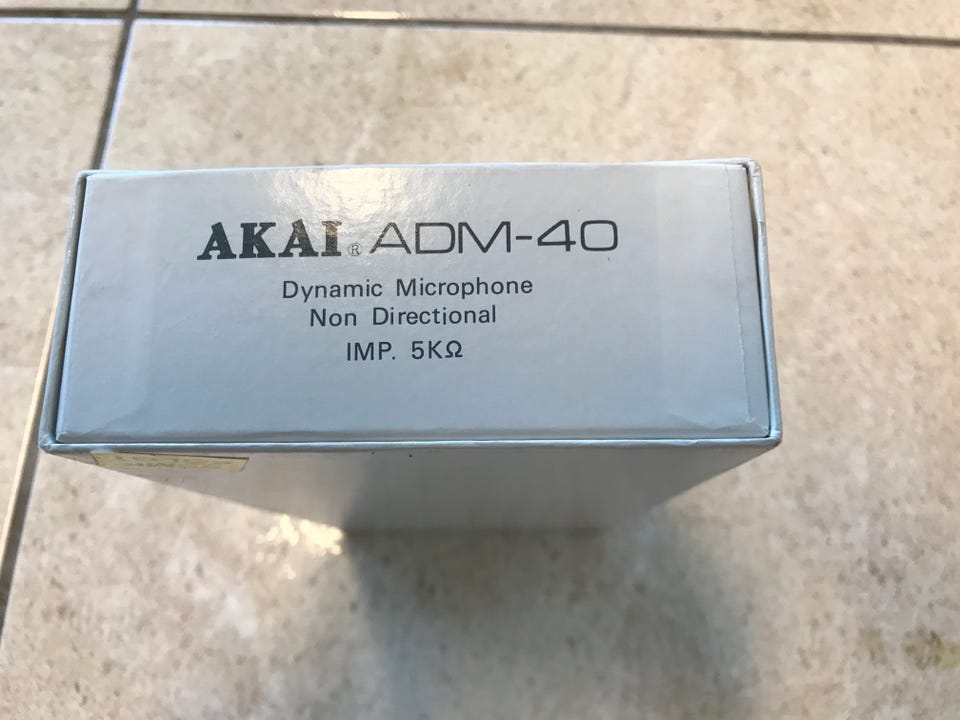 AKAI® ADM-40
Dynamic Microphone
Non Directional
IMP. 5KΩ